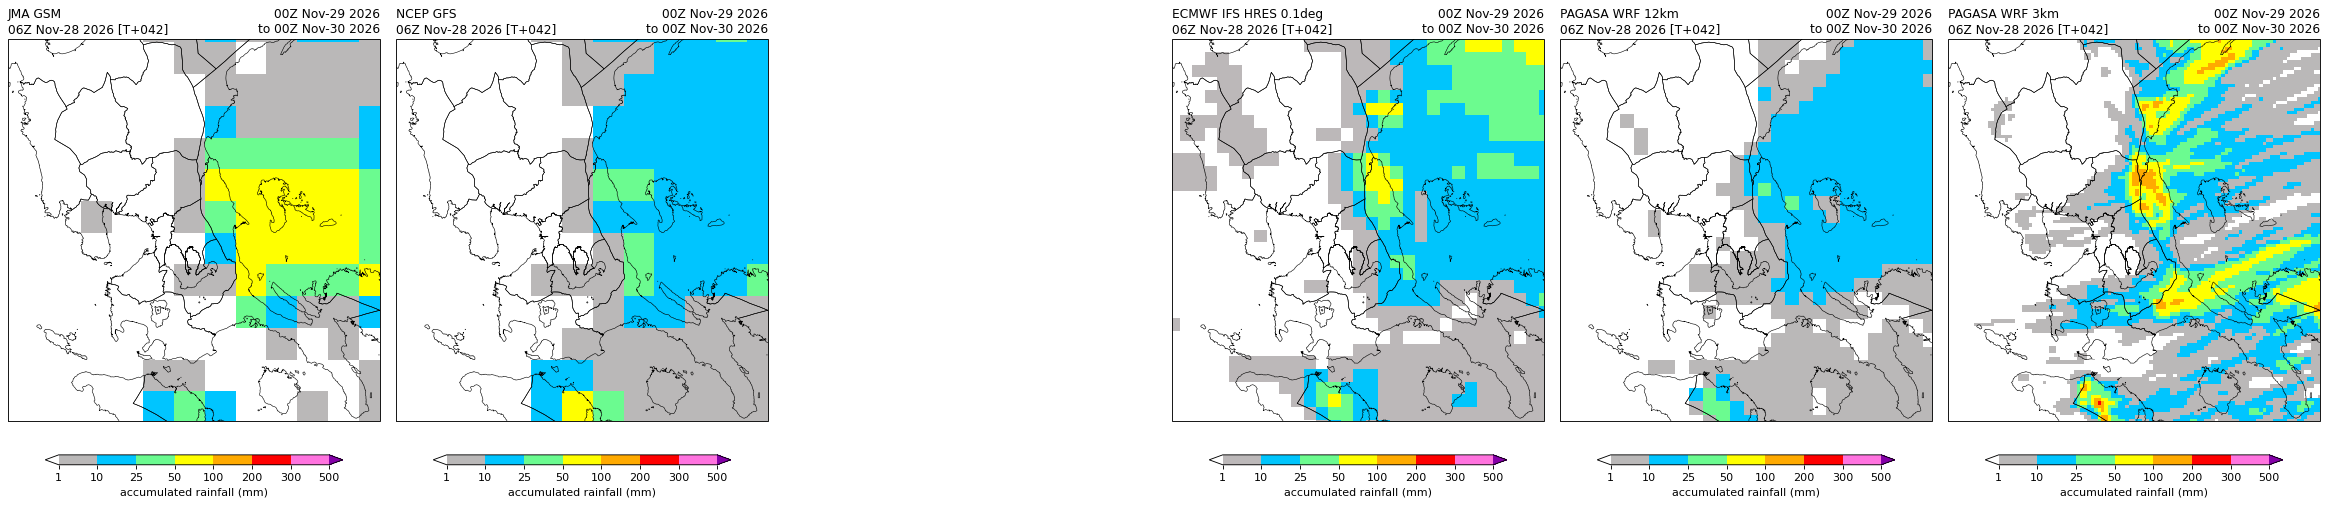 JMA GSM
00Z Nov-29 2026
06Z Nov-28 2026 [T+042]
to 00Z Nov-30 2026
NCEP GFS
00Z Nov-29 2026
06Z Nov-28 2026 [T+042]
to 00Z Nov-30 2026
ECMWF IFS HRES 0.1deg
00Z Nov-29 2026
06Z Nov-28 2026 [T+042]
to 00Z Nov-30 2026
PAGASA WRF 12km
00Z Nov-29 2026
06Z Nov-28 2026 [T+042]
to 00Z Nov-30 2026
PAGASA WRF 3km
00Z Nov-29 2026
06Z Nov-28 2026 [T+042]
to 00Z Nov-30 2026
1 10 25 50 100 200 300 500
accumulated rainfall (mm)
1 10 25 50 100 200 300 500
accumulated rainfall (mm)
1 10 25 50 100 200 300 500
accumulated rainfall (mm)
1 10 25 50 100 200 300 500
accumulated rainfall (mm)
1 10 25 50 100 200 300 500
accumulated rainfall (mm)